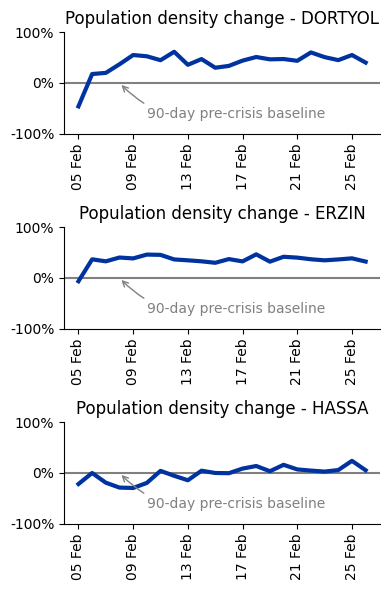 Population density change - DORTYOL
100%
0%
-100%
90-day pre-crisis baseline
05 Feb
09 Feb
13 Feb
17 Feb
21 Feb
25 Feb
Population density change - ERZIN
100%
0%
-100%
90-day pre-crisis baseline
05 Feb
09 Feb
13 Feb
17 Feb
21 Feb
25 Feb
Population density change - HASSA
100%
0%
-100%
90-day pre-crisis baseline
05 Feb
09 Feb
13 Feb
17 Feb
21 Feb
25 Feb